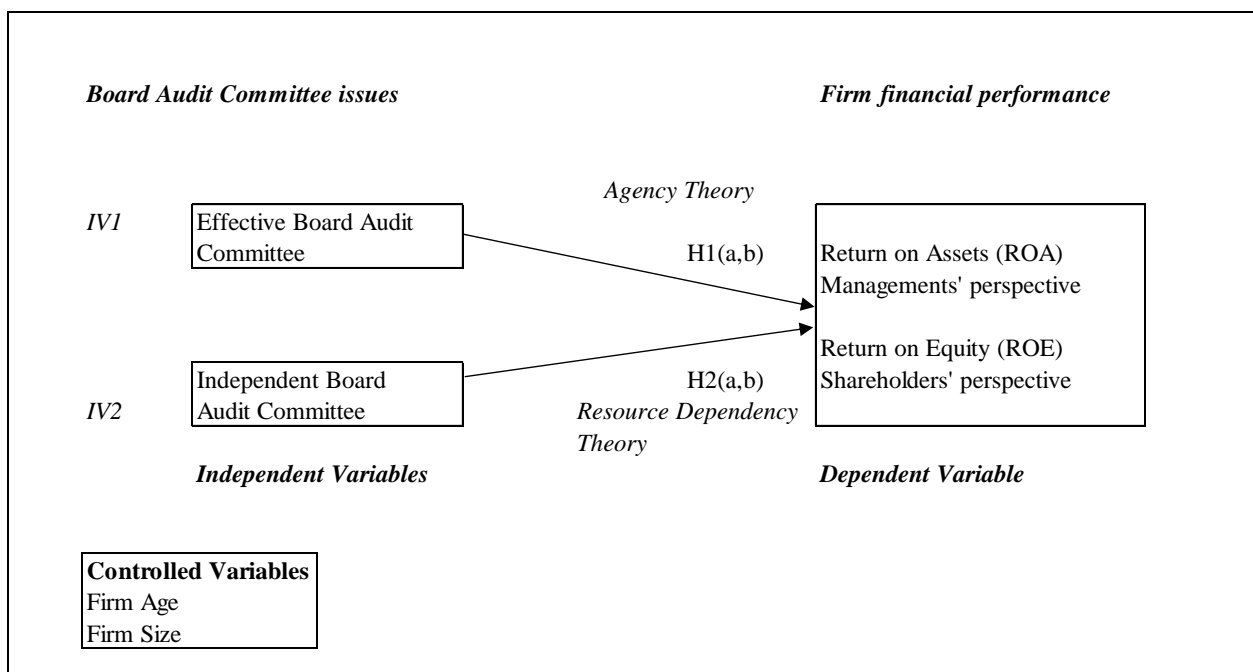 Board Audit Committee issues
Firm financial performance
Agency Theory
IV1
Effective Board Audit
Committee
H1(a,b)
Return on Assets (ROA)
Managements' perspective
Return on Equity (ROE)
Shareholders' perspective
IV2
Independent Board
Audit Committee
H2(a,b)
Resource Dependency
Theory
Independent Variables
Dependent Variable
Controlled Variables
Firm Age
Firm Size